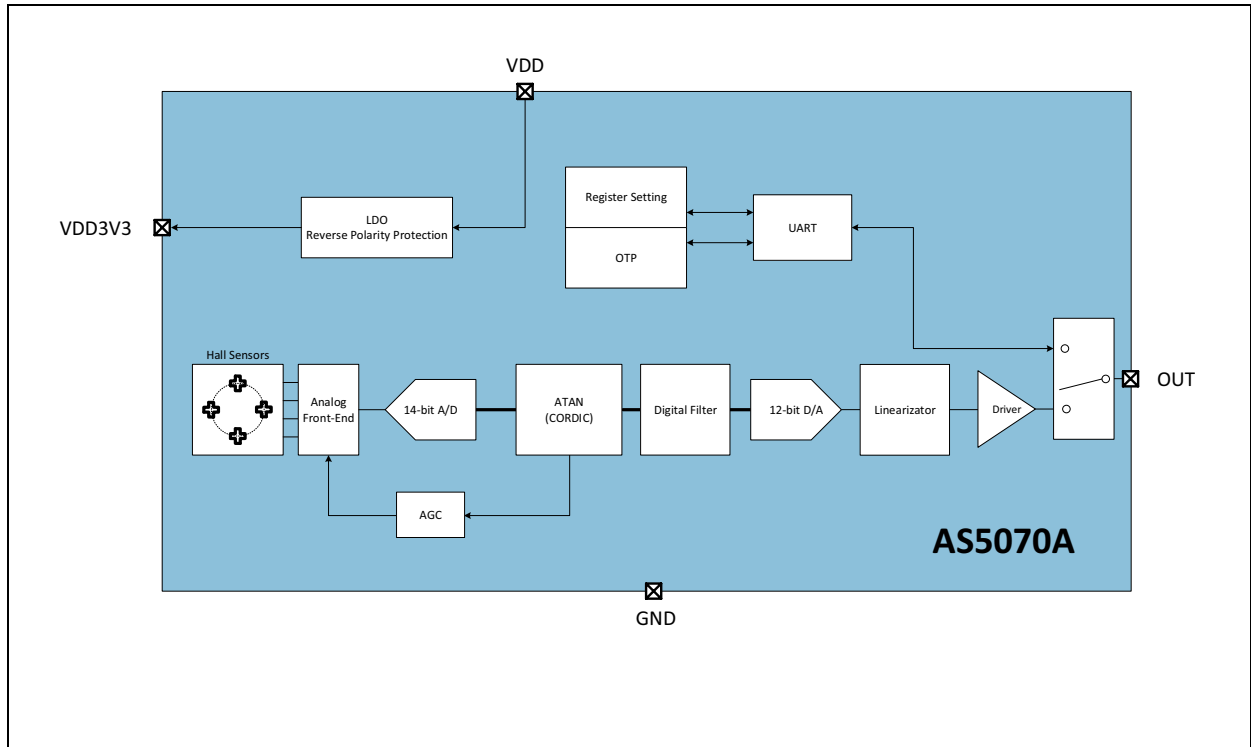 VDD
VDD3V3
LDO
Reverse Polarity Protection
Register Setting
OTP
UART
Hall Sensors
Analog
Front-End
14-bit A/D
ATAN
(CORDIC)
Digital Filter
12-bit D/A
Linearizator
Driver
OUT
AGC
AS5070A
GND